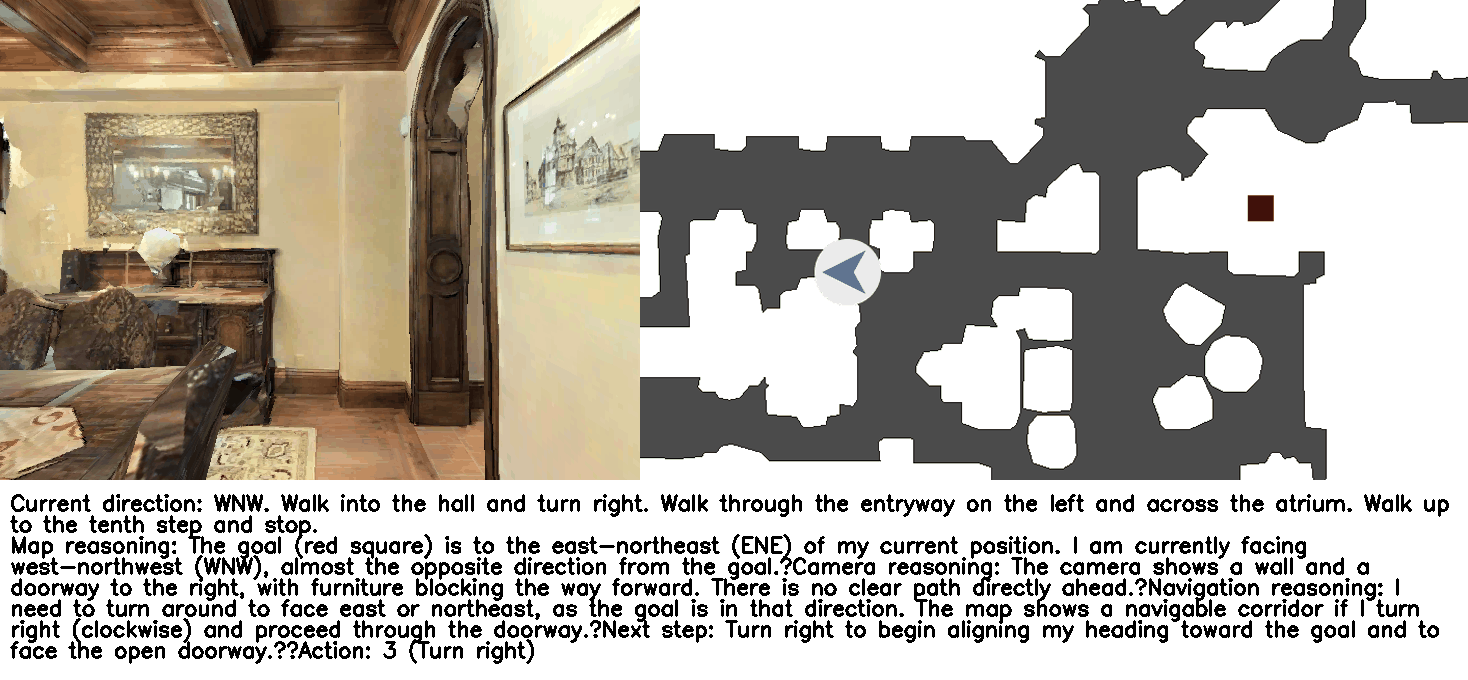 Current direction: WNW. Walk into the hall and turn right. Walk through the entryway on the left and across the atrium. Walk up
to the tenth step and stop.
Map reasoning: The goal (red square) is to the east-northeast (ENE) of my current position. I am currently facing
west-northwest (WNW), almost the opposite direction from the goal.?Camera reasoning: The camera shows a wall and a
doorway to the right, with furniture blocking the way forward. There is no clear path directly ahead.?Navigation reasoning: I
need to turn around to face east or northeast, as the goal is in that direction. The map shows a navigable corridor if I turn
right (clockwise) and proceed through the doorway.?Next step: Turn right to begin aligning my heading toward the goal and to
face the open doorway.??Action: 3 (Turn right)